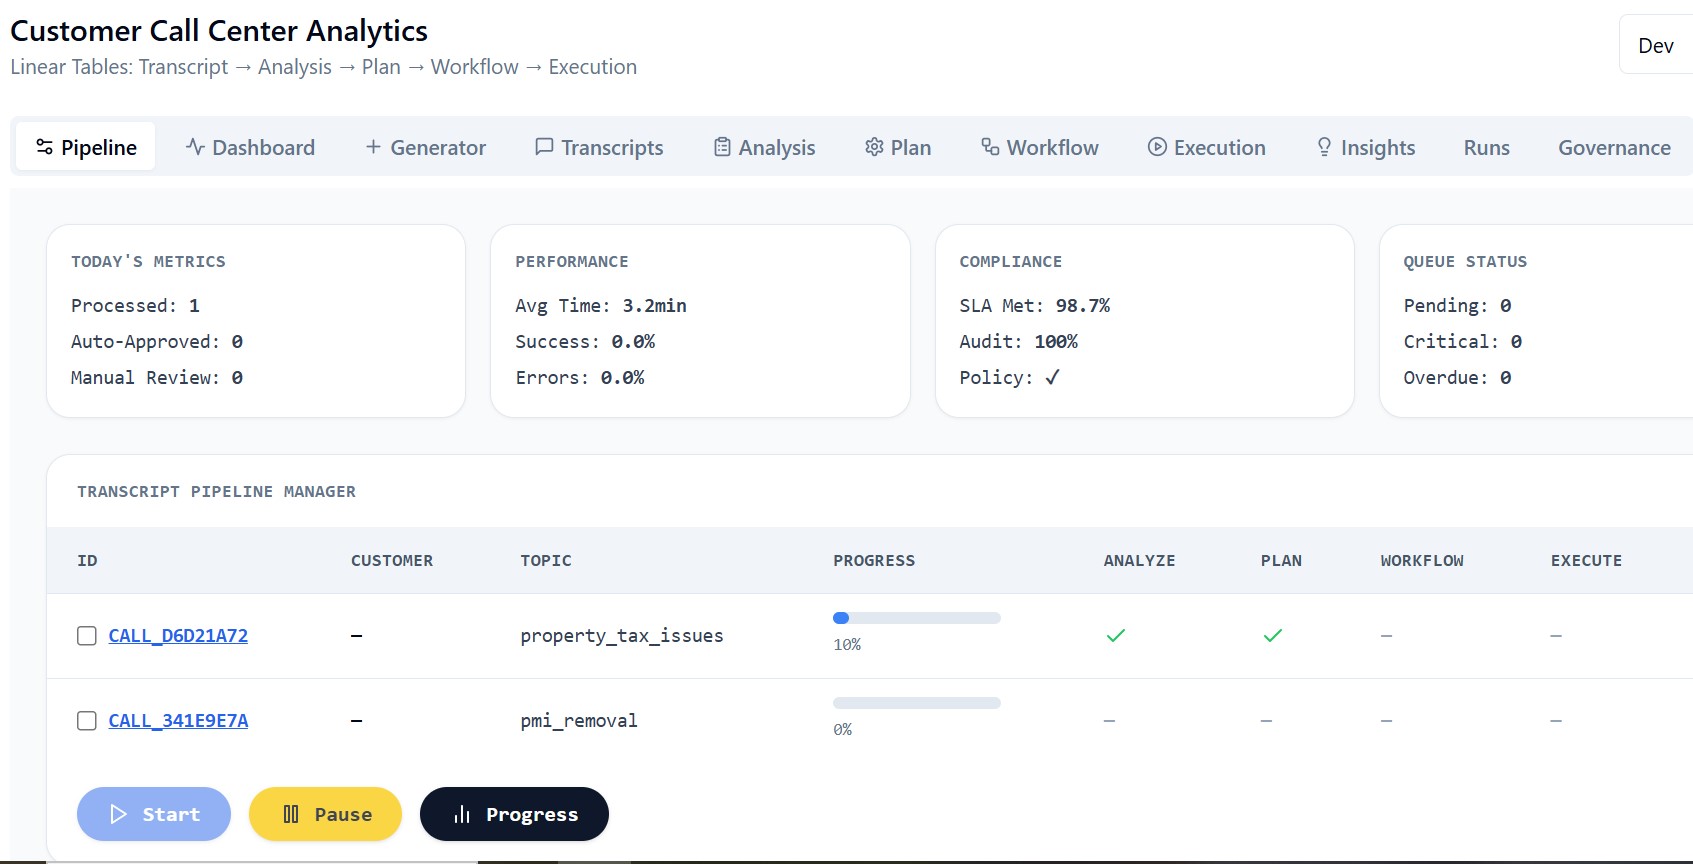 Customer Call Center Analytics
Linear Tables: Transcript → Analysis → Plan → Workflow → Execution
Dev
Pipeline Dashboard Generator Transcripts Analysis Plan Workflow Execution Insights Runs Governance
TODAY'S METRICS
Processed: 1
Auto-Approved: 0
Manual Review: 0
PERFORMANCE
Avg Time: 3.2min
Success: 0.0%
Errors: 0.0%
COMPLIANCE
SLA Met: 98.7%
Audit: 100%
Policy: ✓
QUEUE STATUS
Pending: 0
Critical: 0
Overdue: 0
TRANSCRIPT PIPELINE MANAGER
ID CUSTOMER TOPIC PROGRESS ANALYZE PLAN WORKFLOW EXECUTE
CALL_D6D21A72 – property_tax_issues 10% ✓ ✓ – –
CALL_341E9E7A – pmi_removal 0% – – – –
Start Pause Progress